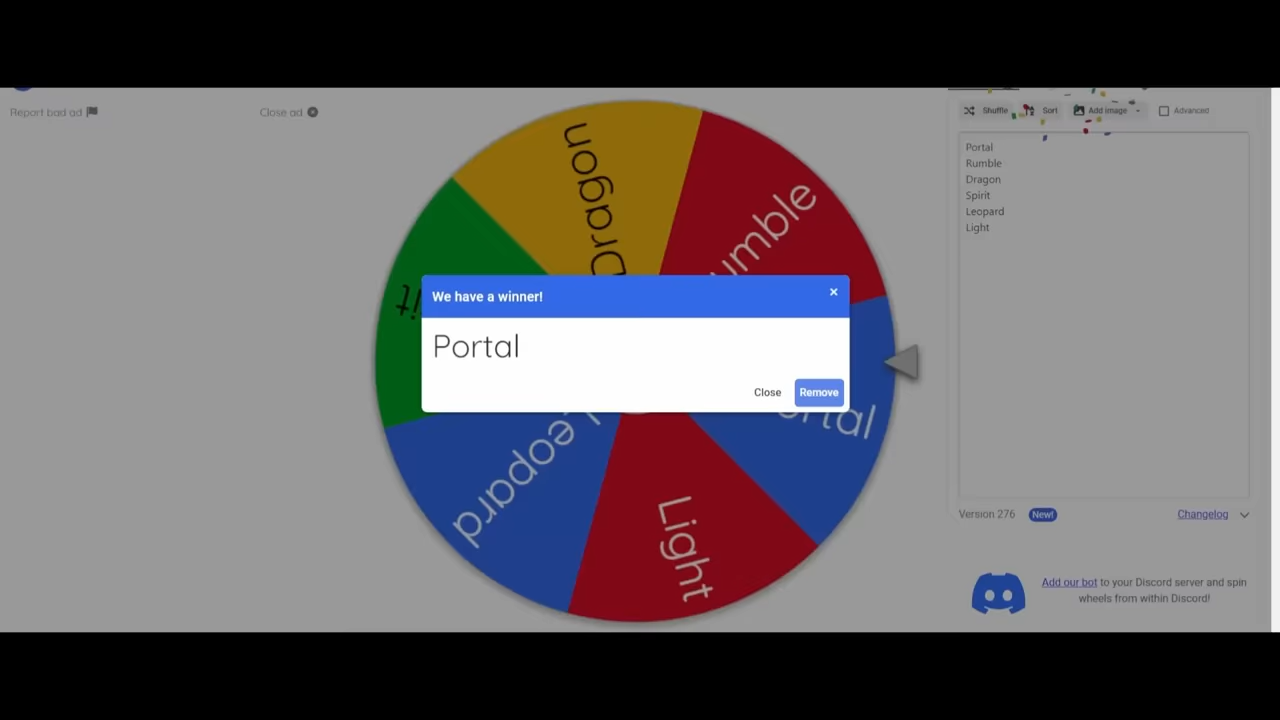 Report bad ad
Close ad
Shuffle
Sort
Add image
Advanced
Portal
Rumble
Dragon
Spirit
Leopard
Light
Dragon
umble
it
We have a winner!
×
Portal
Close
Remove
ortal
Leopard
Light
Version 276
New!
Changelog
Add our bot to your Discord server and spin
wheels from within Discord!